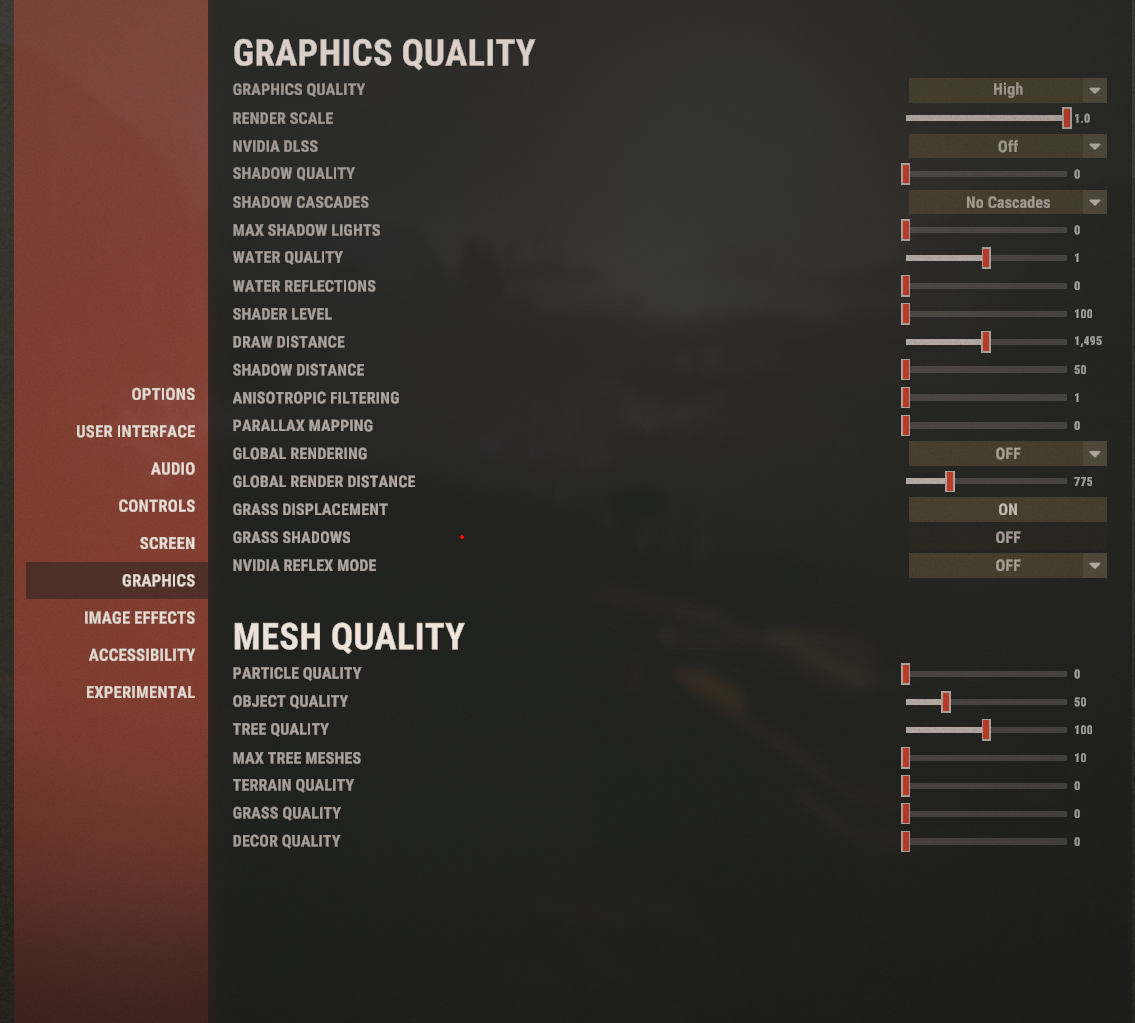 GRAPHICS QUALITY
GRAPHICS QUALITY High
RENDER SCALE 1.0
NVIDIA DLSS Off
SHADOW QUALITY 0
SHADOW CASCADES No Cascades
MAX SHADOW LIGHTS 0
WATER QUALITY 1
WATER REFLECTIONS 0
SHADER LEVEL 100
DRAW DISTANCE 1,495
SHADOW DISTANCE 50
ANISOTROPIC FILTERING 1
PARALLAX MAPPING 0
GLOBAL RENDERING OFF
GLOBAL RENDER DISTANCE 775
GRASS DISPLACEMENT ON
GRASS SHADOWS OFF
NVIDIA REFLEX MODE OFF
MESH QUALITY
PARTICLE QUALITY 0
OBJECT QUALITY 50
TREE QUALITY 100
MAX TREE MESHES 10
TERRAIN QUALITY 0
GRASS QUALITY 0
DECOR QUALITY 0
OPTIONS
USER INTERFACE
AUDIO
CONTROLS
SCREEN
GRAPHICS
IMAGE EFFECTS
ACCESSIBILITY
EXPERIMENTAL